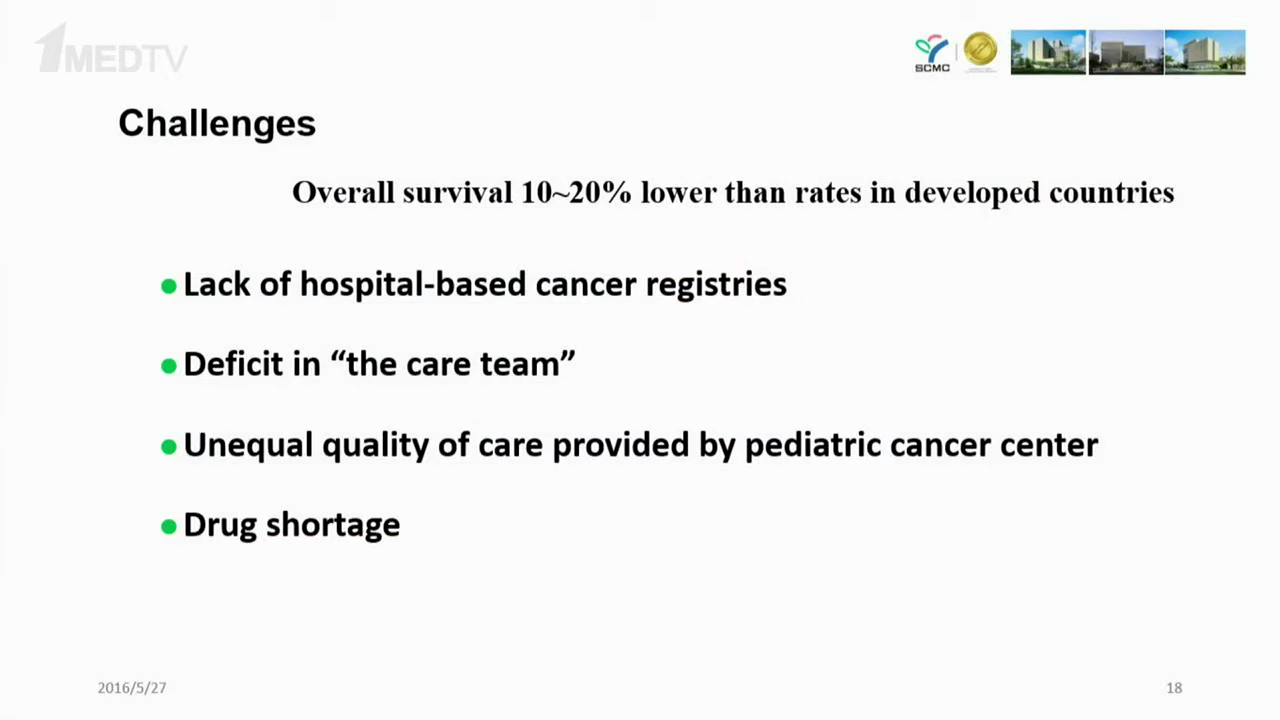 1MEDTV
SCMC
Challenges
Overall survival 10~20% lower than rates in developed countries
Lack of hospital-based cancer registries
Deficit in “the care team”
Unequal quality of care provided by pediatric cancer center
Drug shortage
2016/5/27
18